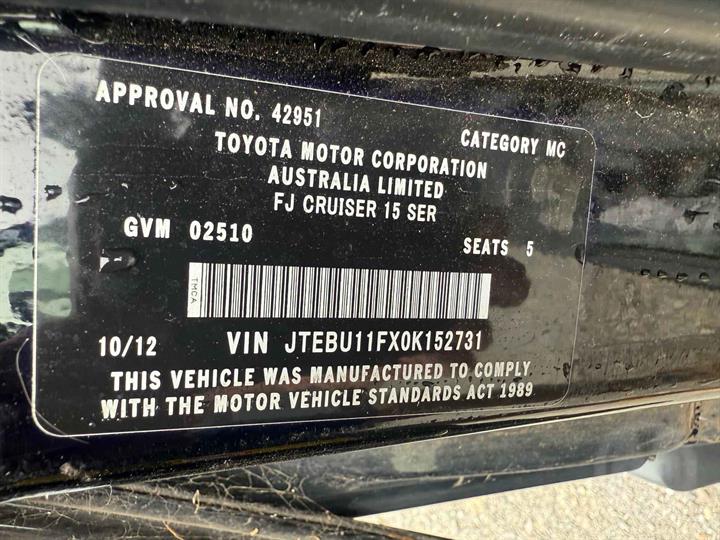 APPROVAL NO. 42951 CATEGORY MC
TOYOTA MOTOR CORPORATION
AUSTRALIA LIMITED
FJ CRUISER 15 SER
GVM 02510 SEATS 5
TMCA
10/12 VIN JTEBU11FX0K152731
THIS VEHICLE WAS MANUFACTURED TO COMPLY
WITH THE MOTOR VEHICLE STANDARDS ACT 1989